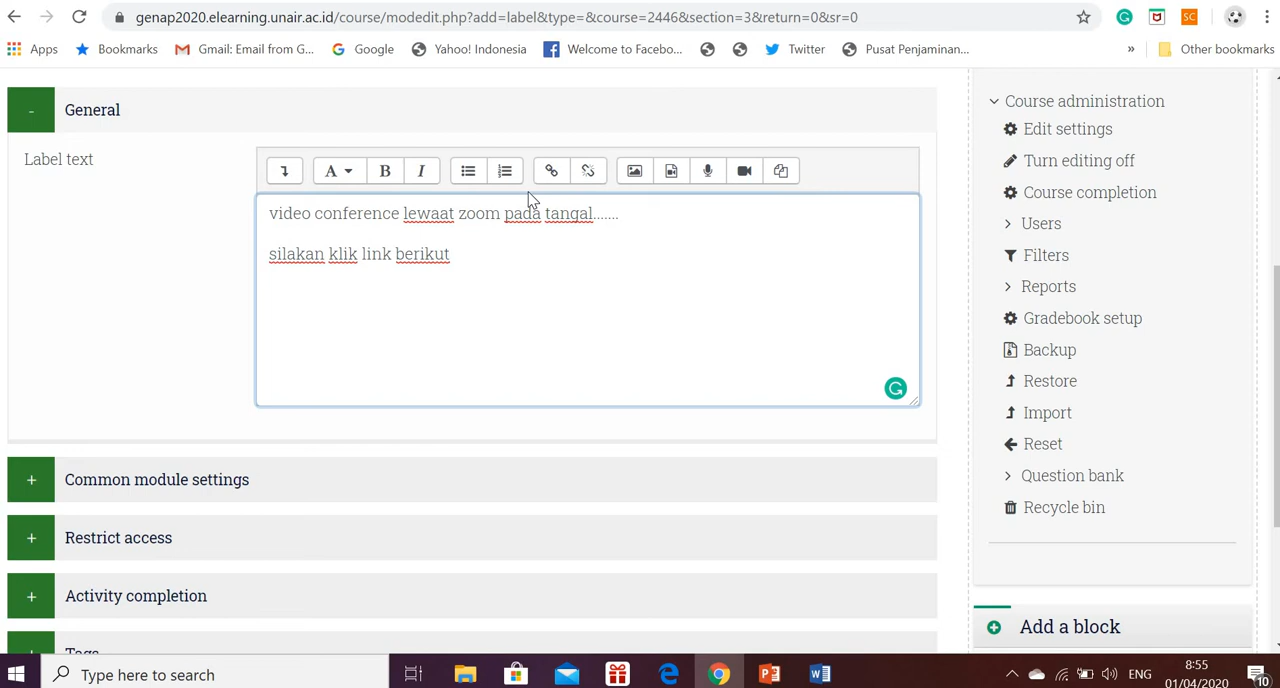 genap2020.elearning.unair.ac.id/course/modedit.php?add=label&type=&course=2446&section=3&return=0&sr=0
SC
Apps Bookmarks Gmail: Email from G... Google Yahoo! Indonesia Welcome to Facebo... Twitter Pusat Penjaminan... » Other bookmarks
- General
Label text
A B I
video conference lewaat zoom pada tangal.......
silakan klik link berikut
+ Common module settings
+ Restrict access
+ Activity completion
Tags
Course administration
Edit settings
Turn editing off
Course completion
Users
Filters
Reports
Gradebook setup
Backup
Restore
Import
Reset
Question bank
Recycle bin
Add a block
Type here to search
ENG
8:55
01/04/2020
10